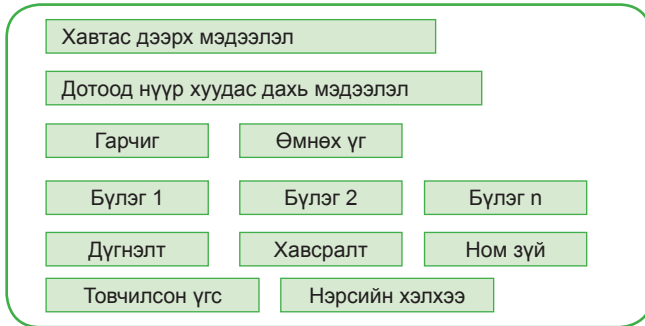 Хавтас дээрх мэдээлэл
Дотоод нүүр хуудас дахь мэдээлэл
Гарчиг Өмнөх үг
Бүлэг 1 Бүлэг 2 Бүлэг n
Дүгнэлт Хавсралт Ном зүй
Товчилсон үгс Нэрсийн хэлхээ